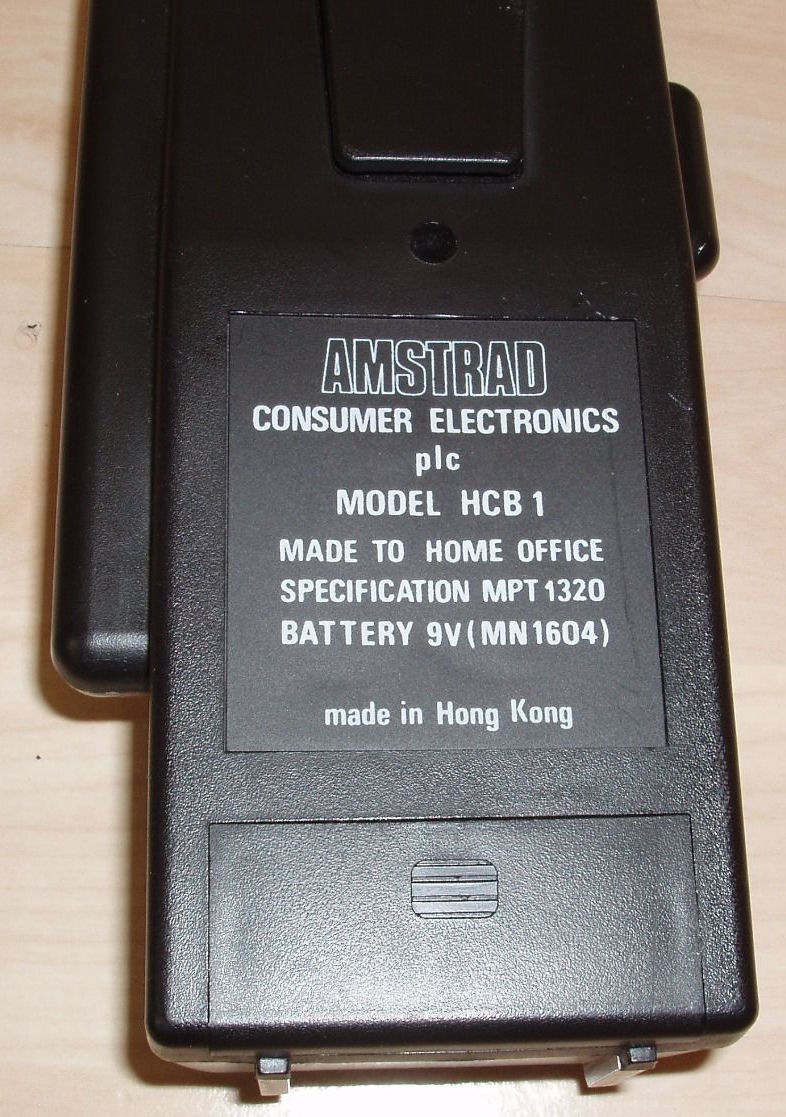 AMSTRAD
CONSUMER ELECTRONICS
plc
MODEL HCB 1
MADE TO HOME OFFICE
SPECIFICATION MPT 1320
BATTERY 9V (MN1604)
made in Hong Kong